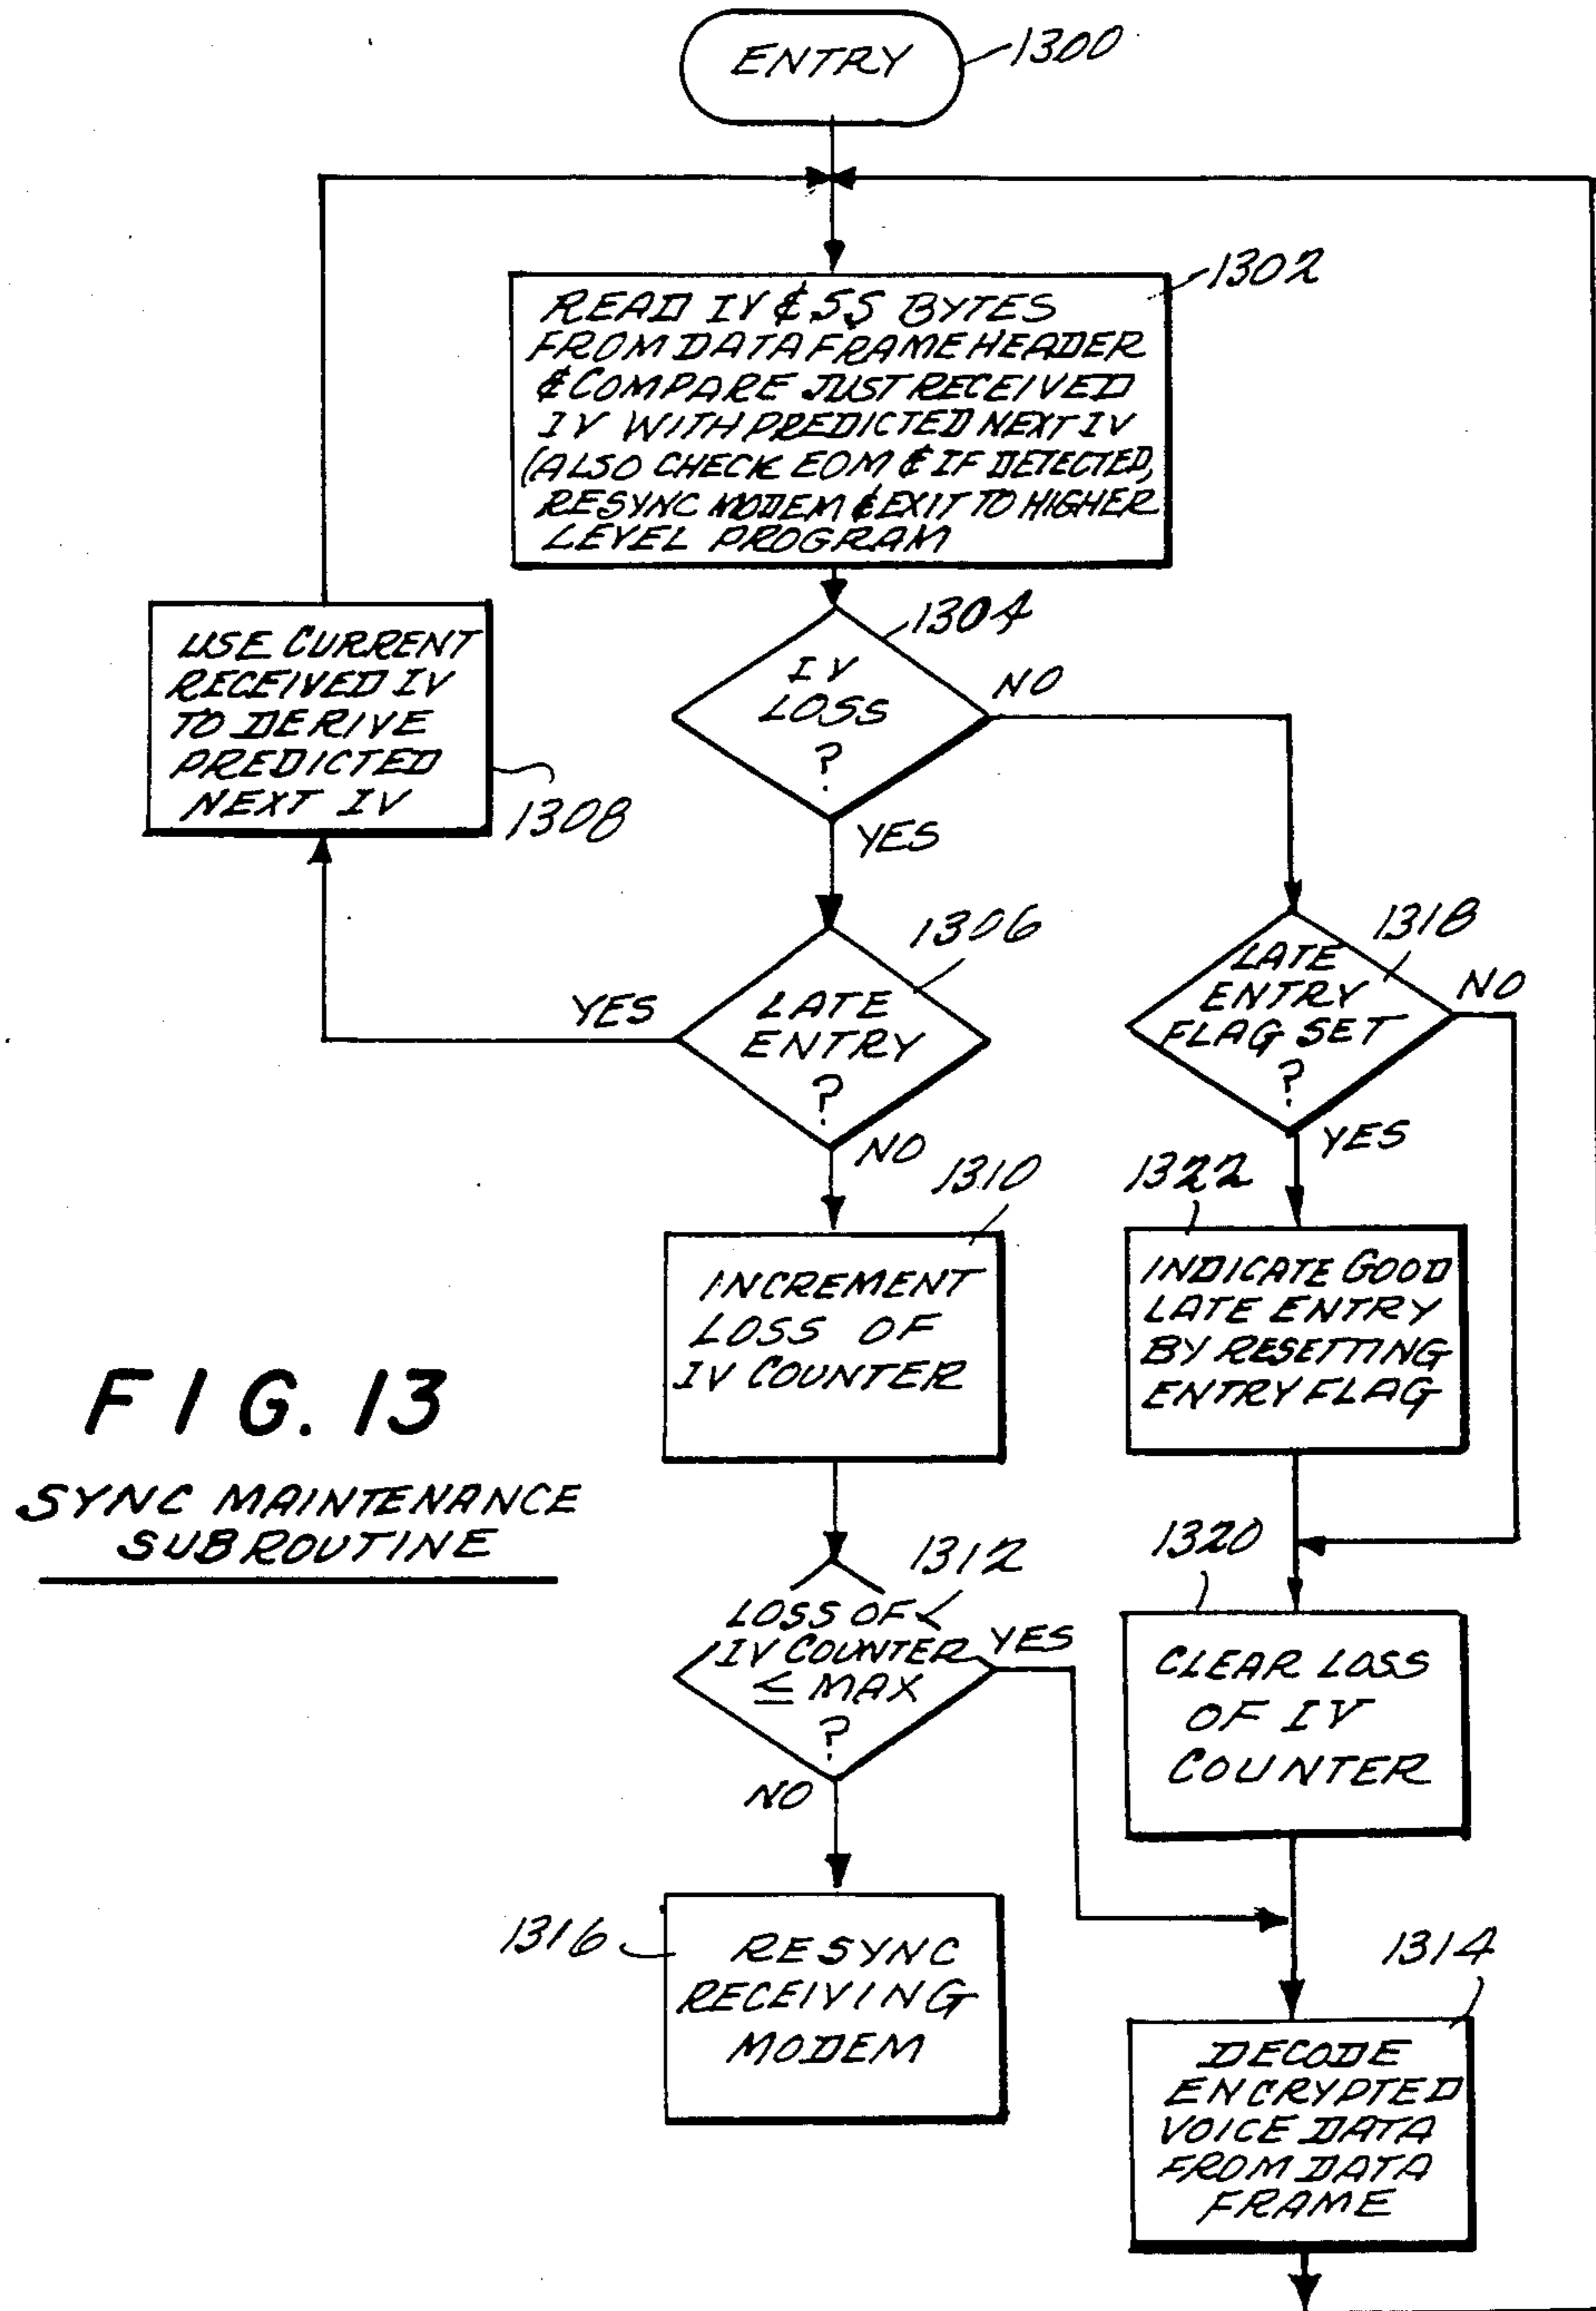 ENTRY
1300
1302
READ IV & SS BYTES
FROM DATA FRAME HEADER
& COMPARE JUST RECEIVED
IV WITH PREDICTED NEXT IV
(ALSO CHECK EOM & IF DETECTED,
RESYNC MODEM & EXIT TO HIGHER
LEVEL PROGRAM
1304
IV
LOSS
?
NO
YES
USE CURRENT
RECEIVED IV
TO DERIVE
PREDICTED
NEXT IV
1308
1306
LATE
ENTRY
?
YES
NO
1318
LATE
ENTRY
FLAG SET
?
NO
YES
1310
INCREMENT
LOSS OF
IV COUNTER
1322
INDICATE GOOD
LATE ENTRY
BY RESETTING
ENTRY FLAG
FIG. 13
SYNC MAINTENANCE
SUBROUTINE
1312
LOSS OF
IV COUNTER
≤ MAX
?
YES
NO
1320
CLEAR LOSS
OF IV
COUNTER
1316
RESYNC
RECEIVING
MODEM
1314
DECODE
ENCRYPTED
VOICE DATA
FROM DATA
FRAME